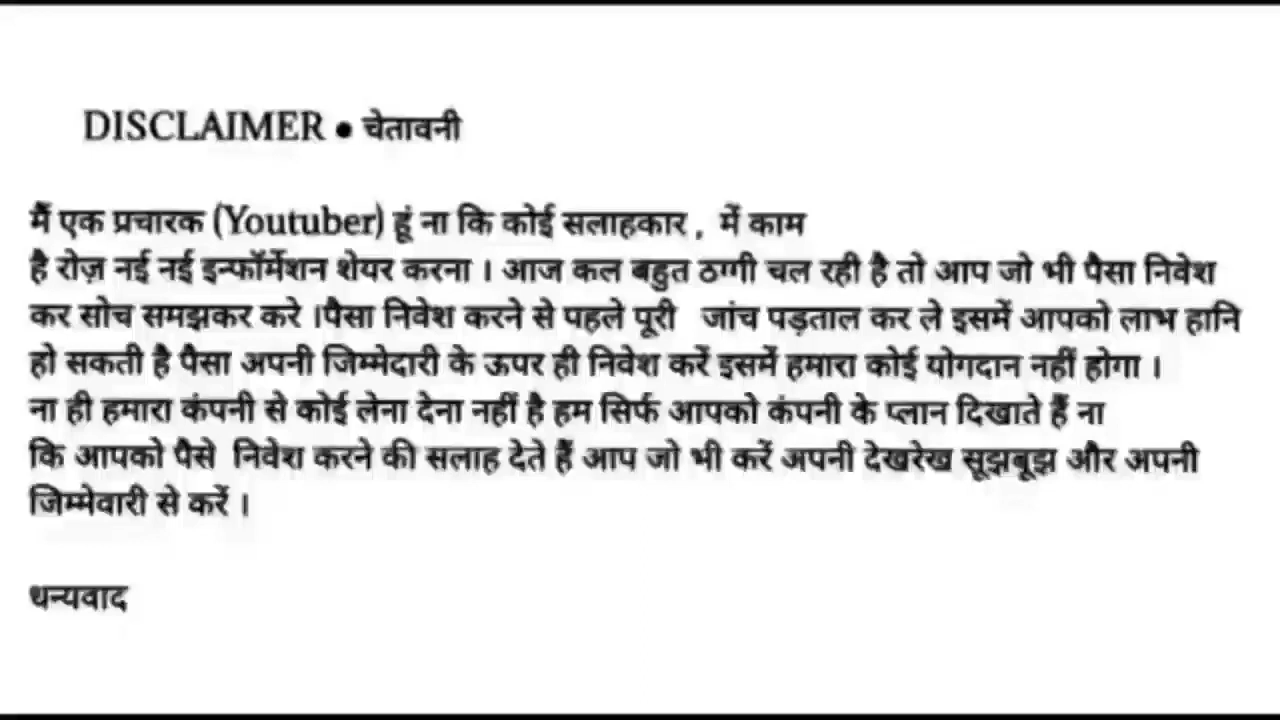 DISCLAIMER • चेतावनी
मैं एक प्रचारक (Youtuber) हूं ना कि कोई सलाहकार , में काम
है रोज़ नई नई इन्फॉर्मेशन शेयर करना । आज कल बहुत ठग्गी चल रही है तो आप जो भी पैसा निवेश
कर सोच समझकर करे ।पैसा निवेश करने से पहले पूरी जांच पड़ताल कर ले इसमें आपको लाभ हानि
हो सकती है पैसा अपनी जिम्मेदारी के ऊपर ही निवेश करें इसमें हमारा कोई योगदान नहीं होगा ।
ना ही हमारा कंपनी से कोई लेना देना नहीं है हम सिर्फ आपको कंपनी के प्लान दिखाते हैं ना
कि आपको पैसे निवेश करने की सलाह देते हैं आप जो भी करें अपनी देखरेख सूझबूझ और अपनी
जिम्मेवारी से करें ।
धन्यवाद